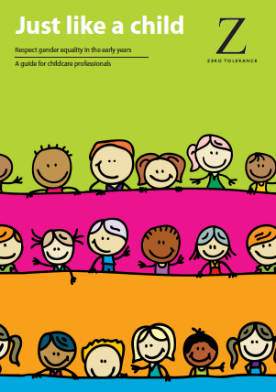 Just like a child
Respect gender equality in the early years
A guide for childcare professionals
Z
ZERO TOLERANCE